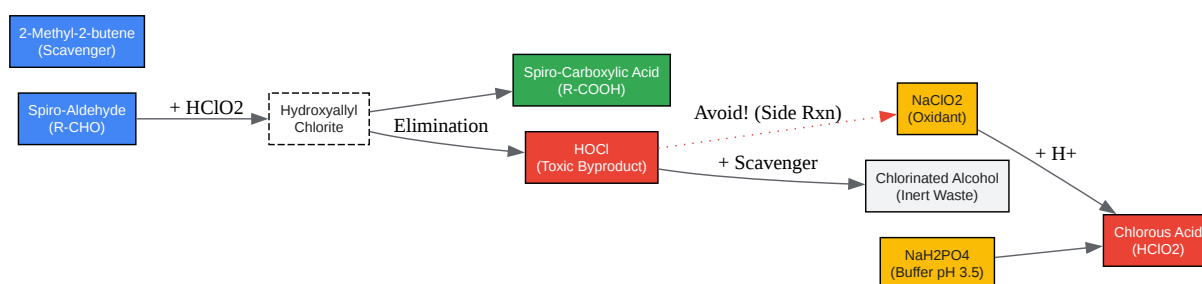 2-Methyl-2-butene
(Scavenger)
Spiro-Aldehyde
(R-CHO)
+ HClO2
Hydroxyallyl
Chlorite
Elimination
Spiro-Carboxylic Acid
(R-COOH)
HOCl
(Toxic Byproduct)
Avoid! (Side Rxn)
+ Scavenger
NaClO2
(Oxidant)
Chlorinated Alcohol
(Inert Waste)
+ H+
NaH2PO4
(Buffer pH 3.5)
Chlorous Acid
(HClO2)